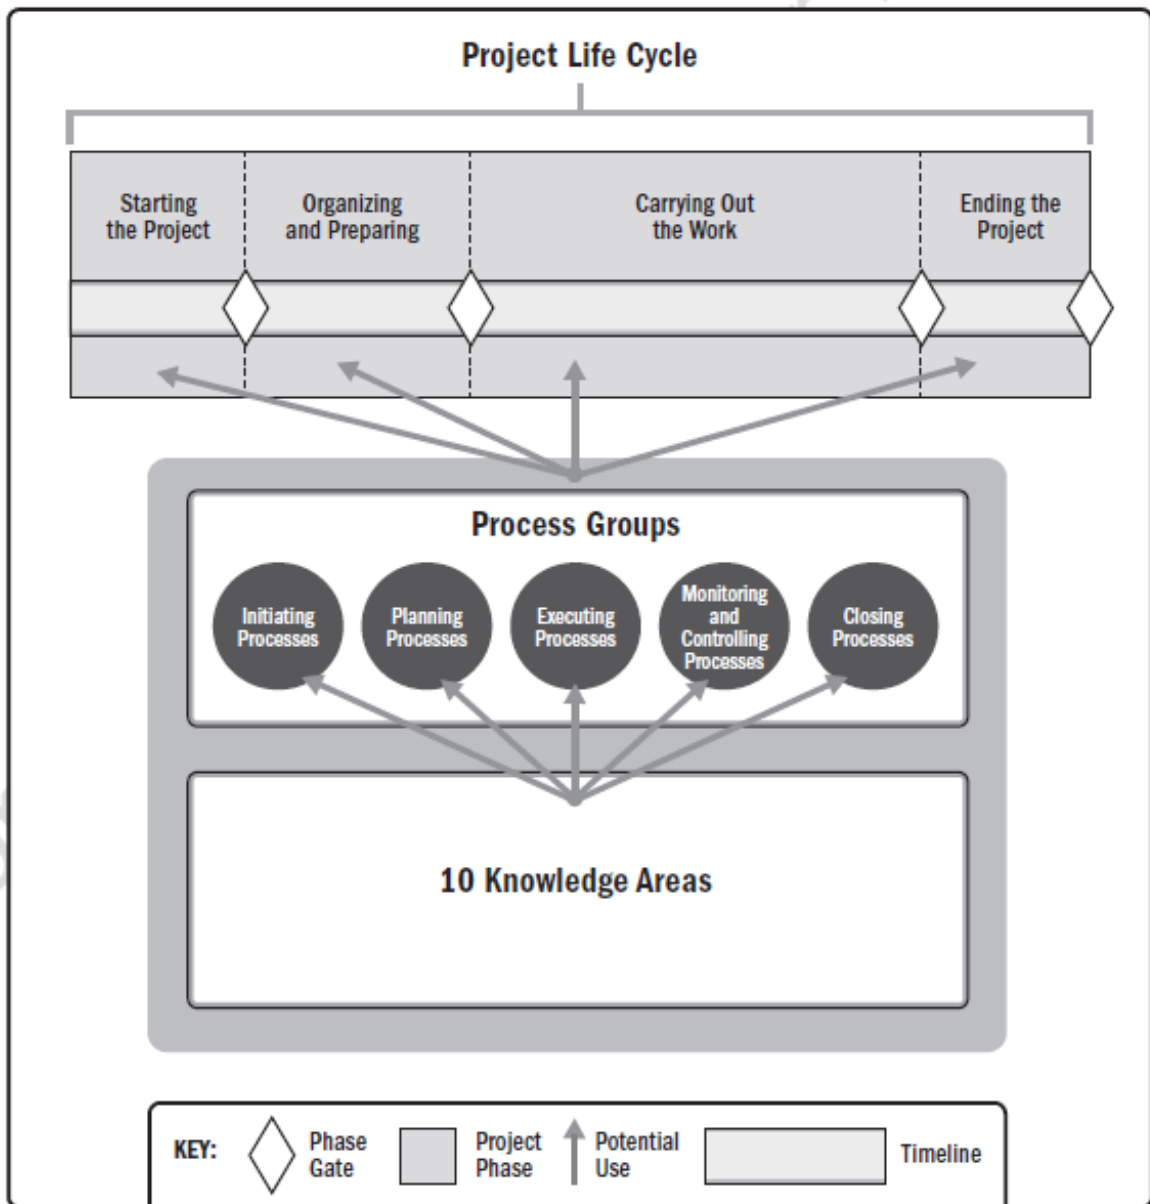 Project Life Cycle
Starting
the Project
Organizing
and Preparing
Carrying Out
the Work
Ending the
Project
Process Groups
Initiating
Processes
Planning
Processes
Executing
Processes
Monitoring
and
Controlling
Processes
Closing
Processes
10 Knowledge Areas
KEY:
Phase
Gate
Project
Phase
Potential
Use
Timeline